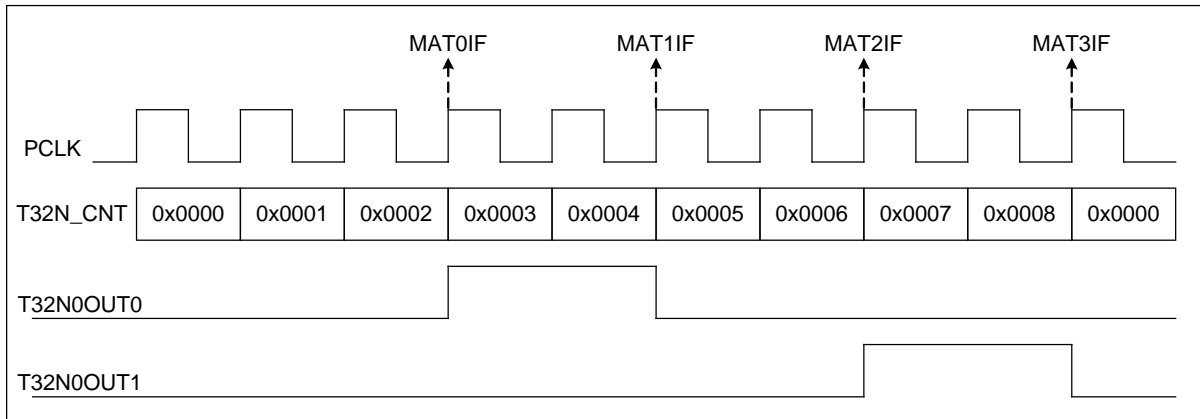 MAT0IF MAT1IF MAT2IF MAT3IF
PCLK
T32N_CNT 0x0000 0x0001 0x0002 0x0003 0x0004 0x0005 0x0006 0x0007 0x0008 0x0000
T32N0OUT0
T32N0OUT1